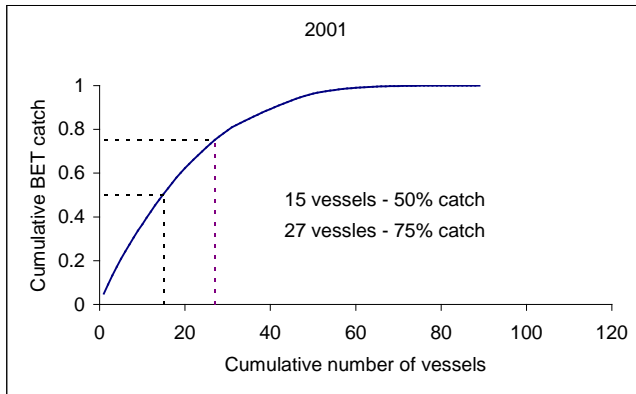 2001
Cumulative BET catch
1
0.8
0.6
0.4
0.2
0
15 vessels - 50% catch
27 vessles - 75% catch
0 20 40 60 80 100 120
Cumulative number of vessels